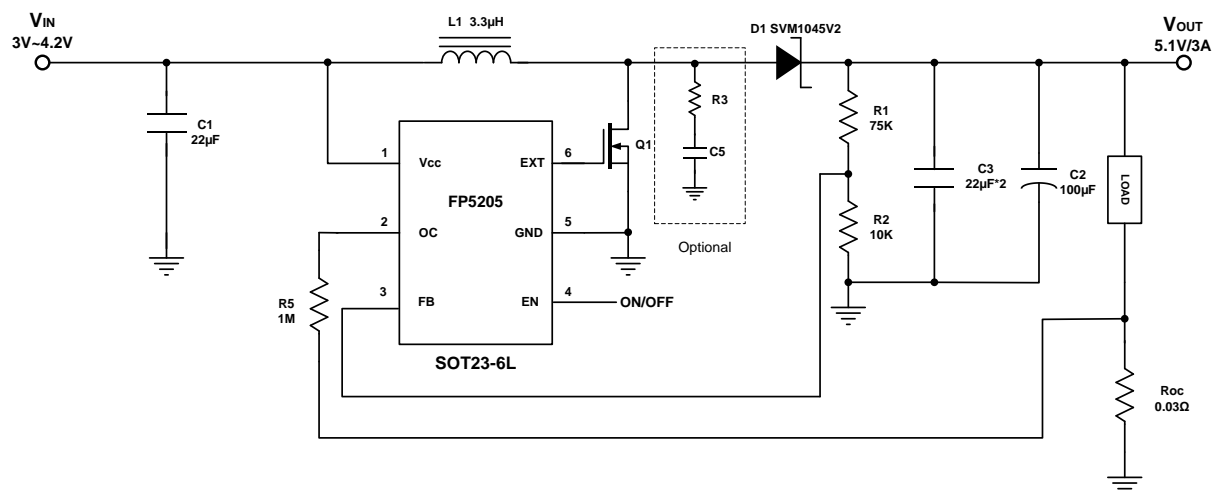 VIN
3V~4.2V
L1 3.3μH
D1 SVM1045V2
VOUT
5.1V/3A
C1
22μF
R3
C5
Optional
R1
75K
R2
10K
C3
22μF*2
C2
100μF
LOAD
Q1
1
Vcc
EXT
6
FP5205
2
OC
GND
5
3
FB
EN
4
ON/OFF
SOT23-6L
R5
1M
Roc
0.03Ω